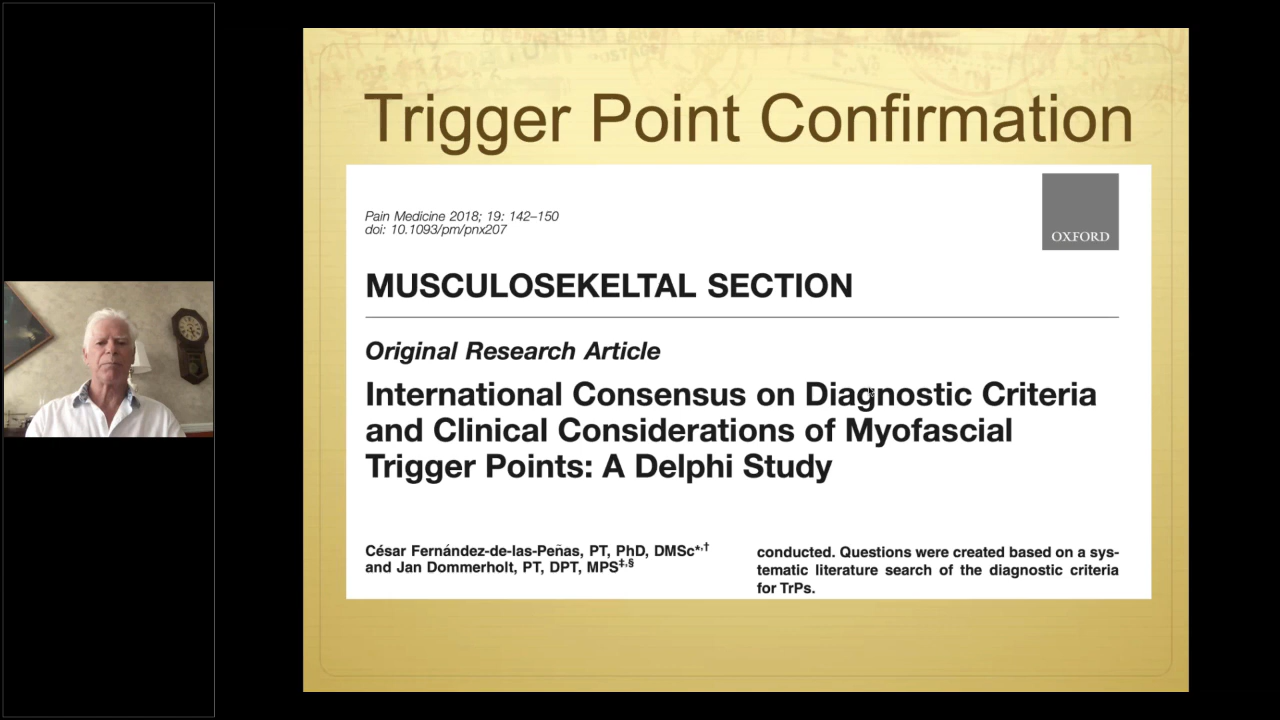 Trigger Point Confirmation
Pain Medicine 2018; 19: 142–150
doi: 10.1093/pm/pnx207
OXFORD
MUSCULOSEKELTAL SECTION
Original Research Article
International Consensus on Diagnostic Criteria
and Clinical Considerations of Myofascial
Trigger Points: A Delphi Study
César Fernández-de-las-Peñas, PT, PhD, DMSc*,†
and Jan Dommerholt, PT, DPT, MPS‡,§
conducted. Questions were created based on a sys-
tematic literature search of the diagnostic criteria
for TrPs.